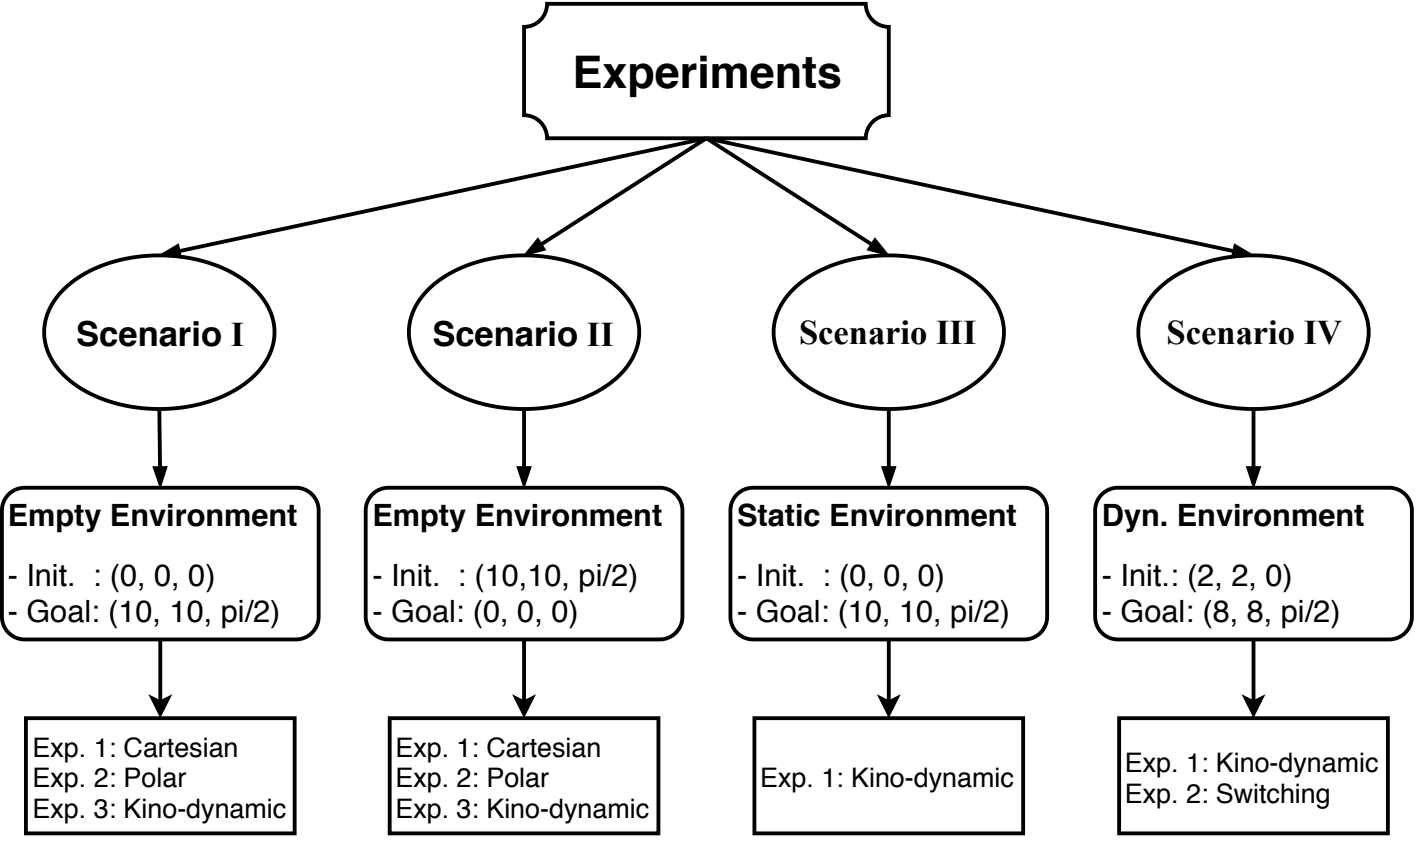 Experiments
Scenario I
Scenario II
Scenario III
Scenario IV
Empty Environment
- Init.  : (0, 0, 0)
- Goal: (10, 10, pi/2)
Empty Environment
- Init.  : (10,10, pi/2)
- Goal: (0, 0, 0)
Static Environment
- Init.  : (0, 0, 0)
- Goal: (10, 10, pi/2)
Dyn. Environment
- Init.: (2, 2, 0)
- Goal: (8, 8, pi/2)
Exp. 1: Cartesian
Exp. 2: Polar
Exp. 3: Kino-dynamic
Exp. 1: Cartesian
Exp. 2: Polar
Exp. 3: Kino-dynamic
Exp. 1: Kino-dynamic
Exp. 1: Kino-dynamic
Exp. 2: Switching